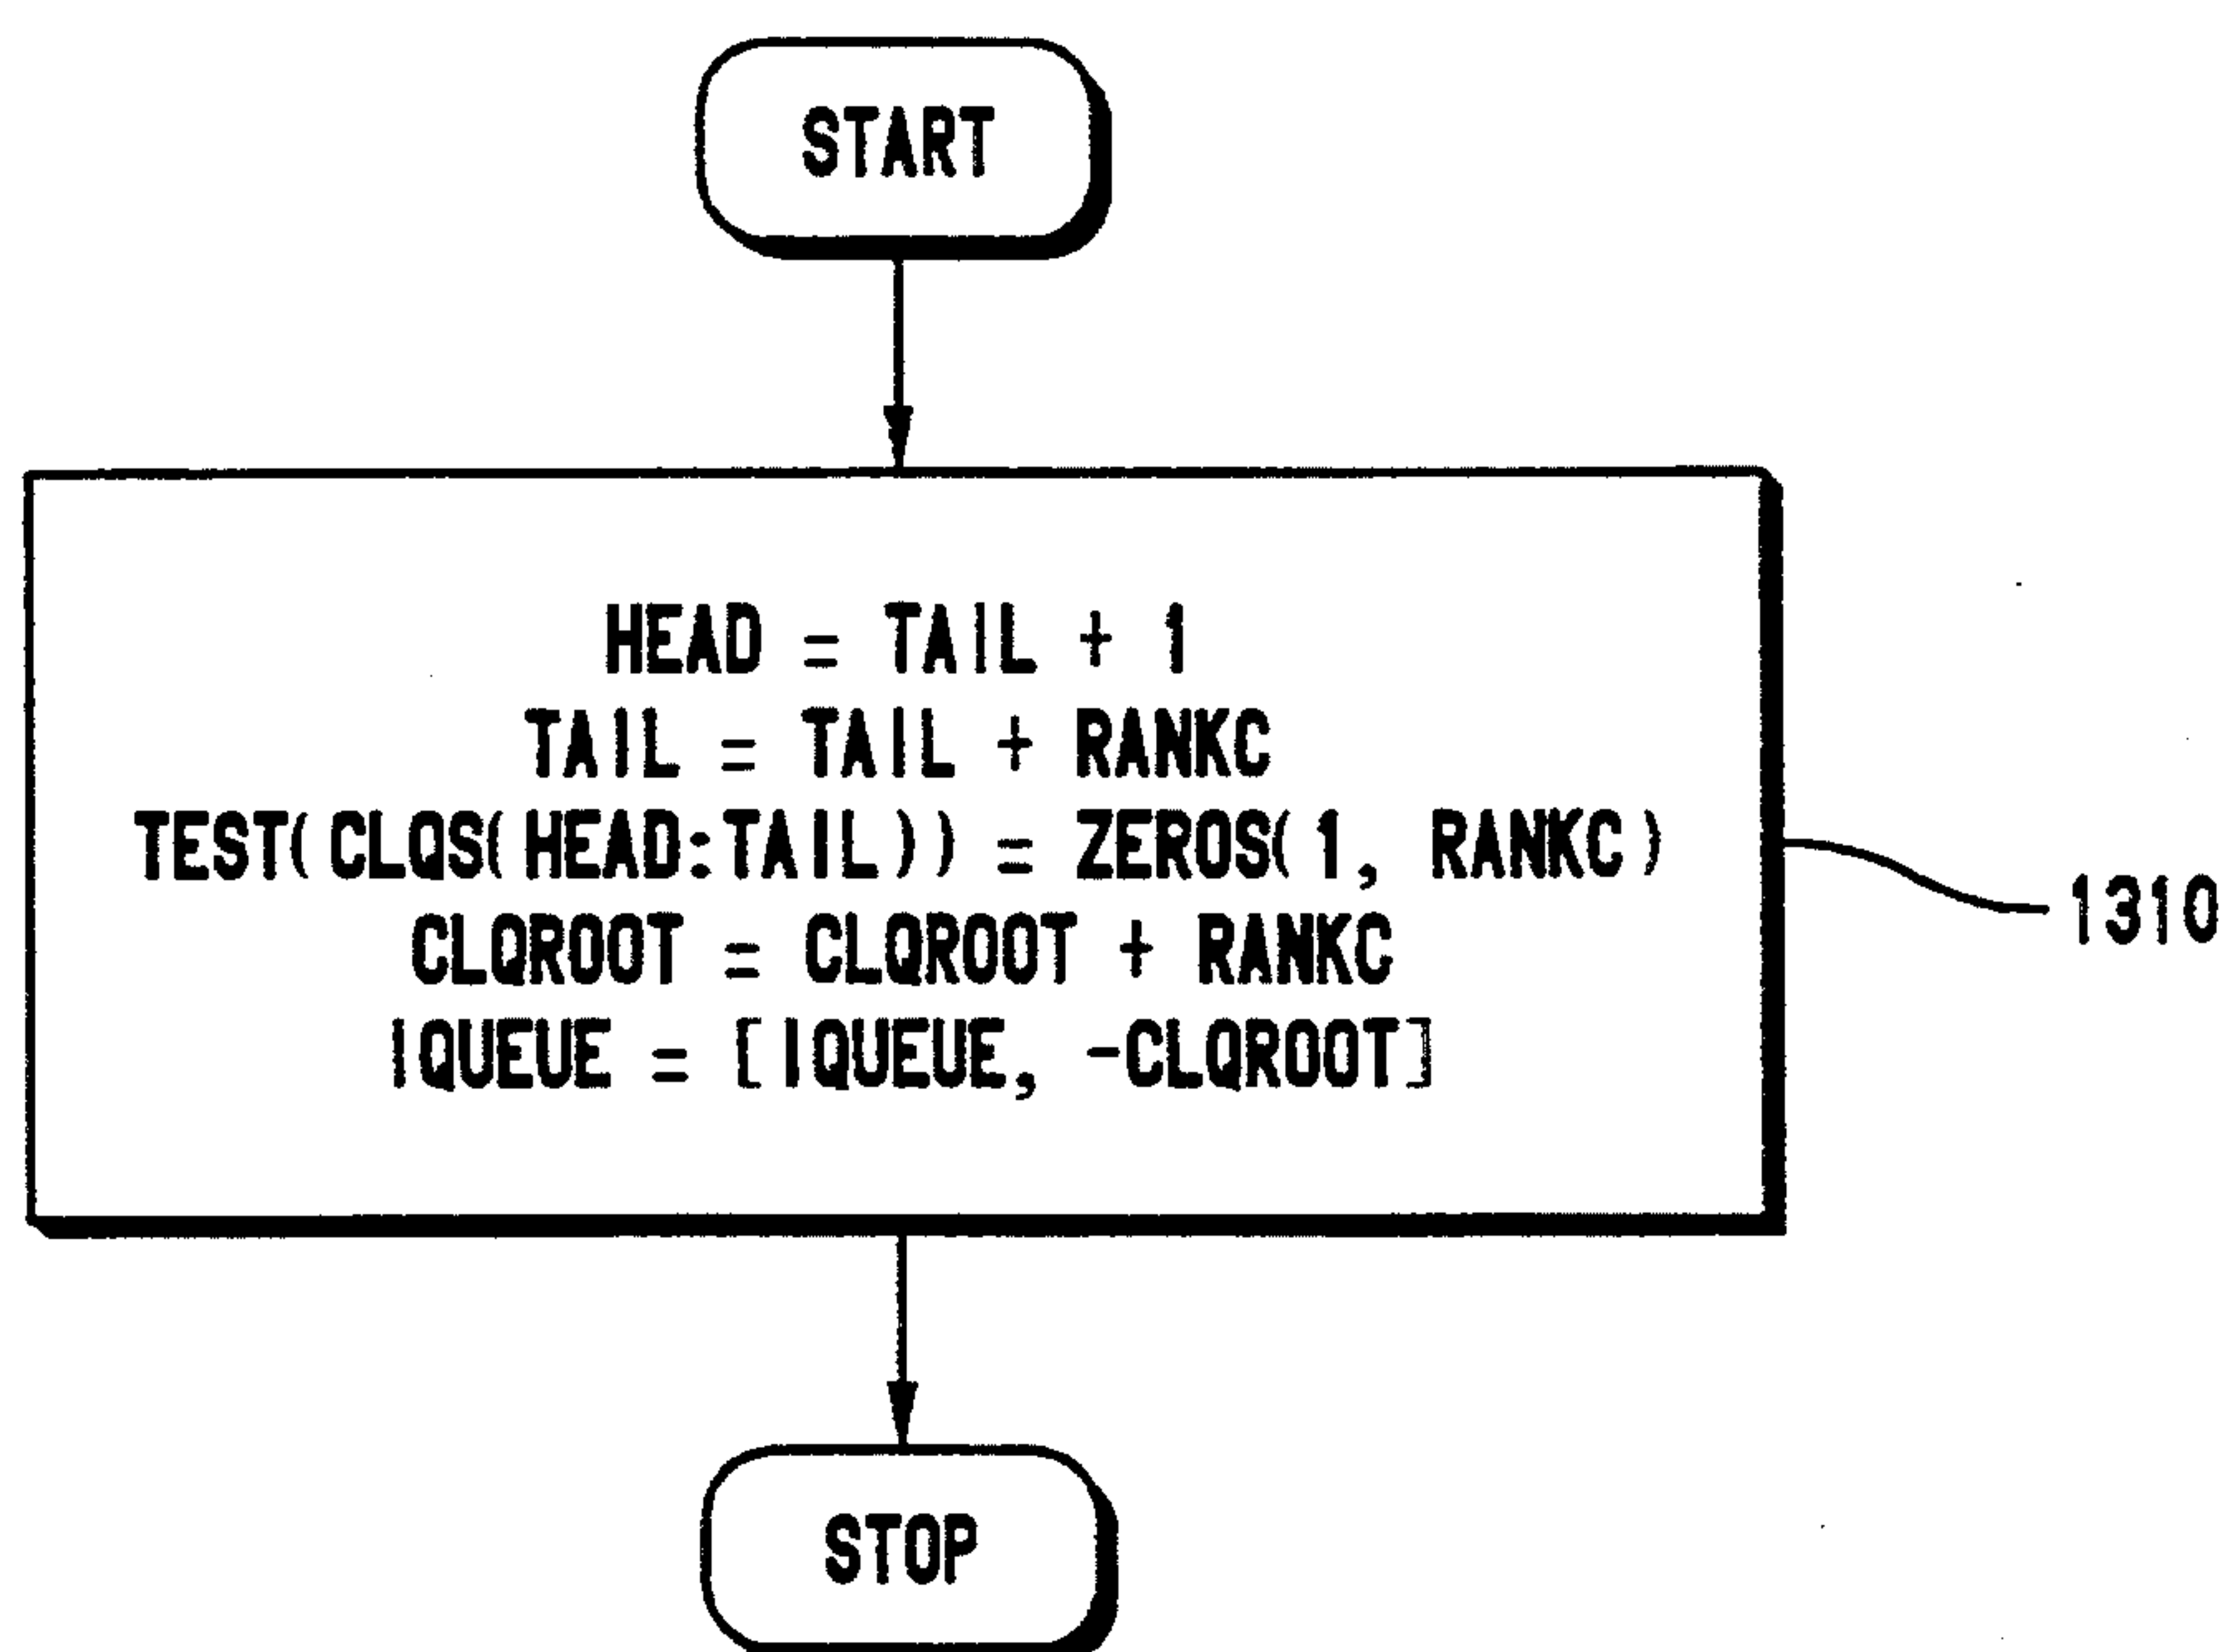 START
HEAD = TAIL + 1
TAIL = TAIL + RANKC
TEST(CLQS(HEAD:TAIL)) = ZEROS(1, RANKC)
CLQROOT = CLQROOT + RANKC
IQUEUE = [IQUEUE, -CLQROOT]
1310
STOP